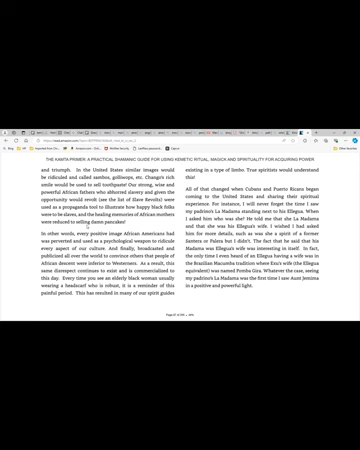 THE KAMITA PRIMER: A PRACTICAL SHAMANIC GUIDE FOR USING KEMETIC RITUAL, MAGICK AND SPIRITUALITY FOR ACQUIRING POWER
and triumph. In the United States similar images would
be ridiculed and called sambos, golliwogs, etc. Chango's rich
smile would be used to sell toothpaste! Our strong, wise and
powerful African fathers who abhorred slavery and given the
opportunity would revolt (see the list of Slave Revolts) were
used as a propaganda tool to illustrate how happy black folks
were to be slaves, and the healing memories of African mothers
were reduced to selling damn pancakes!
In other words, every positive image African Americans had
was perverted and used as a psychological weapon to ridicule
every aspect of our culture. And finally, broadcasted and
publicized all over the world to convince others that people of
African descent were inferior to Westerners. As a result, this
same disrespect continues to exist and is commercialized to
this day. Every time you see an elderly black woman usually
wearing a headscarf who is robust, it is a reminder of this
painful period. This has resulted in many of our spirit guides
existing in a type of limbo. True spiritualists would understand
this!
All of that changed when Cubans and Puerto Ricans began
coming to the United States and sharing their spiritual
experience. For instance, I will never forget the time I saw
my padrino's La Madama standing next to his Elegua. When
I asked him who was she? He told me that she La Madama
and that she was his Elegua's wife. I wished I had asked
him for more details, such as was she a spirit of a former
Santera or Palera but I didn't. The fact that he said that his
Madama was Elegua's wife was interesting in itself. In fact,
the only time I even heard of an Elegua having a wife was in
the Brazilian Macumba tradition where Exu's wife (the Elegua
equivalent) was named Pomba Gira. Whatever the case, seeing
my padrino's La Madama was the first time I saw Aunt Jemima
in a positive and powerful light.